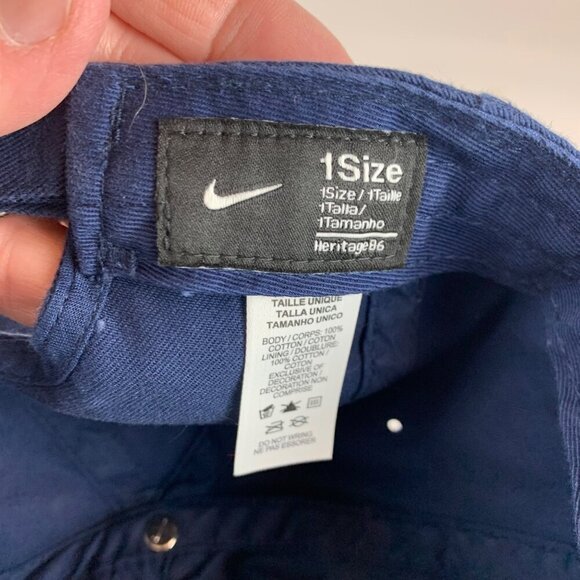 1Size
1Size / 1Taille
1Talla/
1Tamanho
Heritage86
TAILLE UNIQUE
TALLA UNICA
TAMANHO UNICO
BODY / CORPS: 100%
COTTON / COTON
LINING / DOUBLURE:
100% COTTON /
COTON
EXCLUSIVE OF
DECORATION /
DECORATION NON
COMPRISE
DO NOT WRING
NE PAS ESSORER